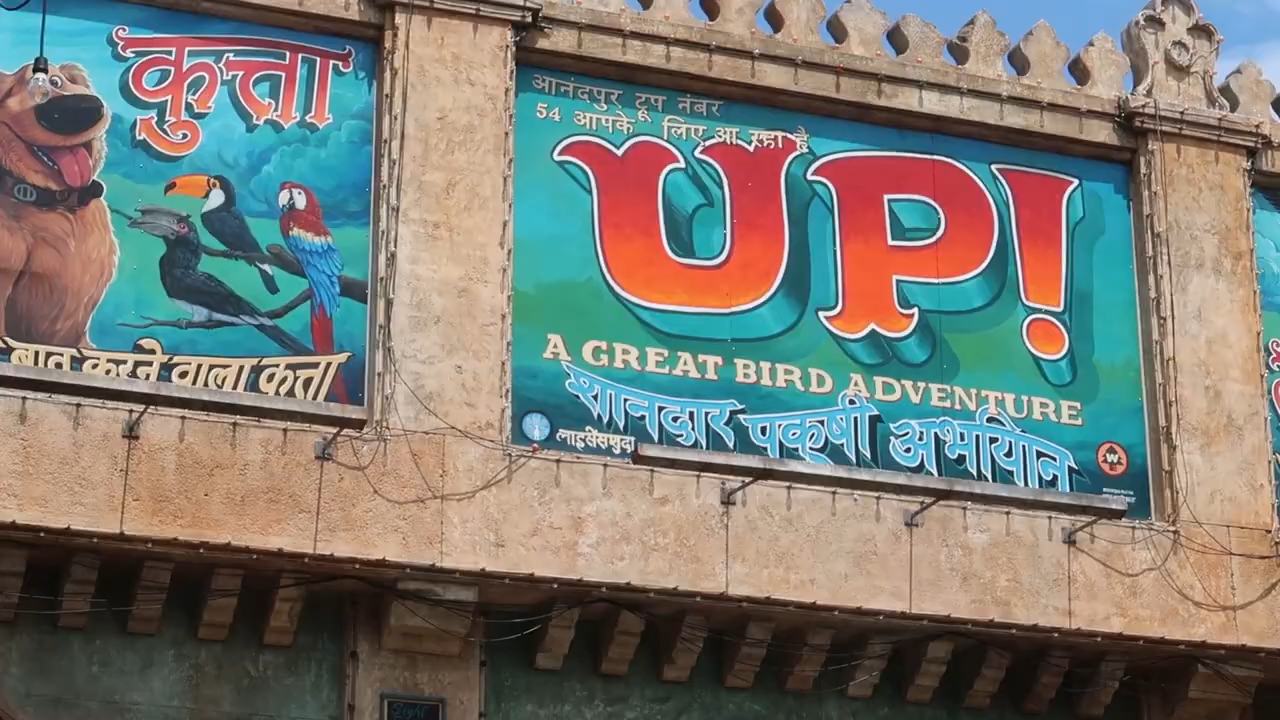 कुत्ता
बात करने वाला कुत्ता
आनंदपुर ट्रूप नंबर
54 आपके लिए आ रहा है
UP!
A GREAT BIRD ADVENTURE
शानदार पक्षी अभियान
लाइसेंसशुदा
W